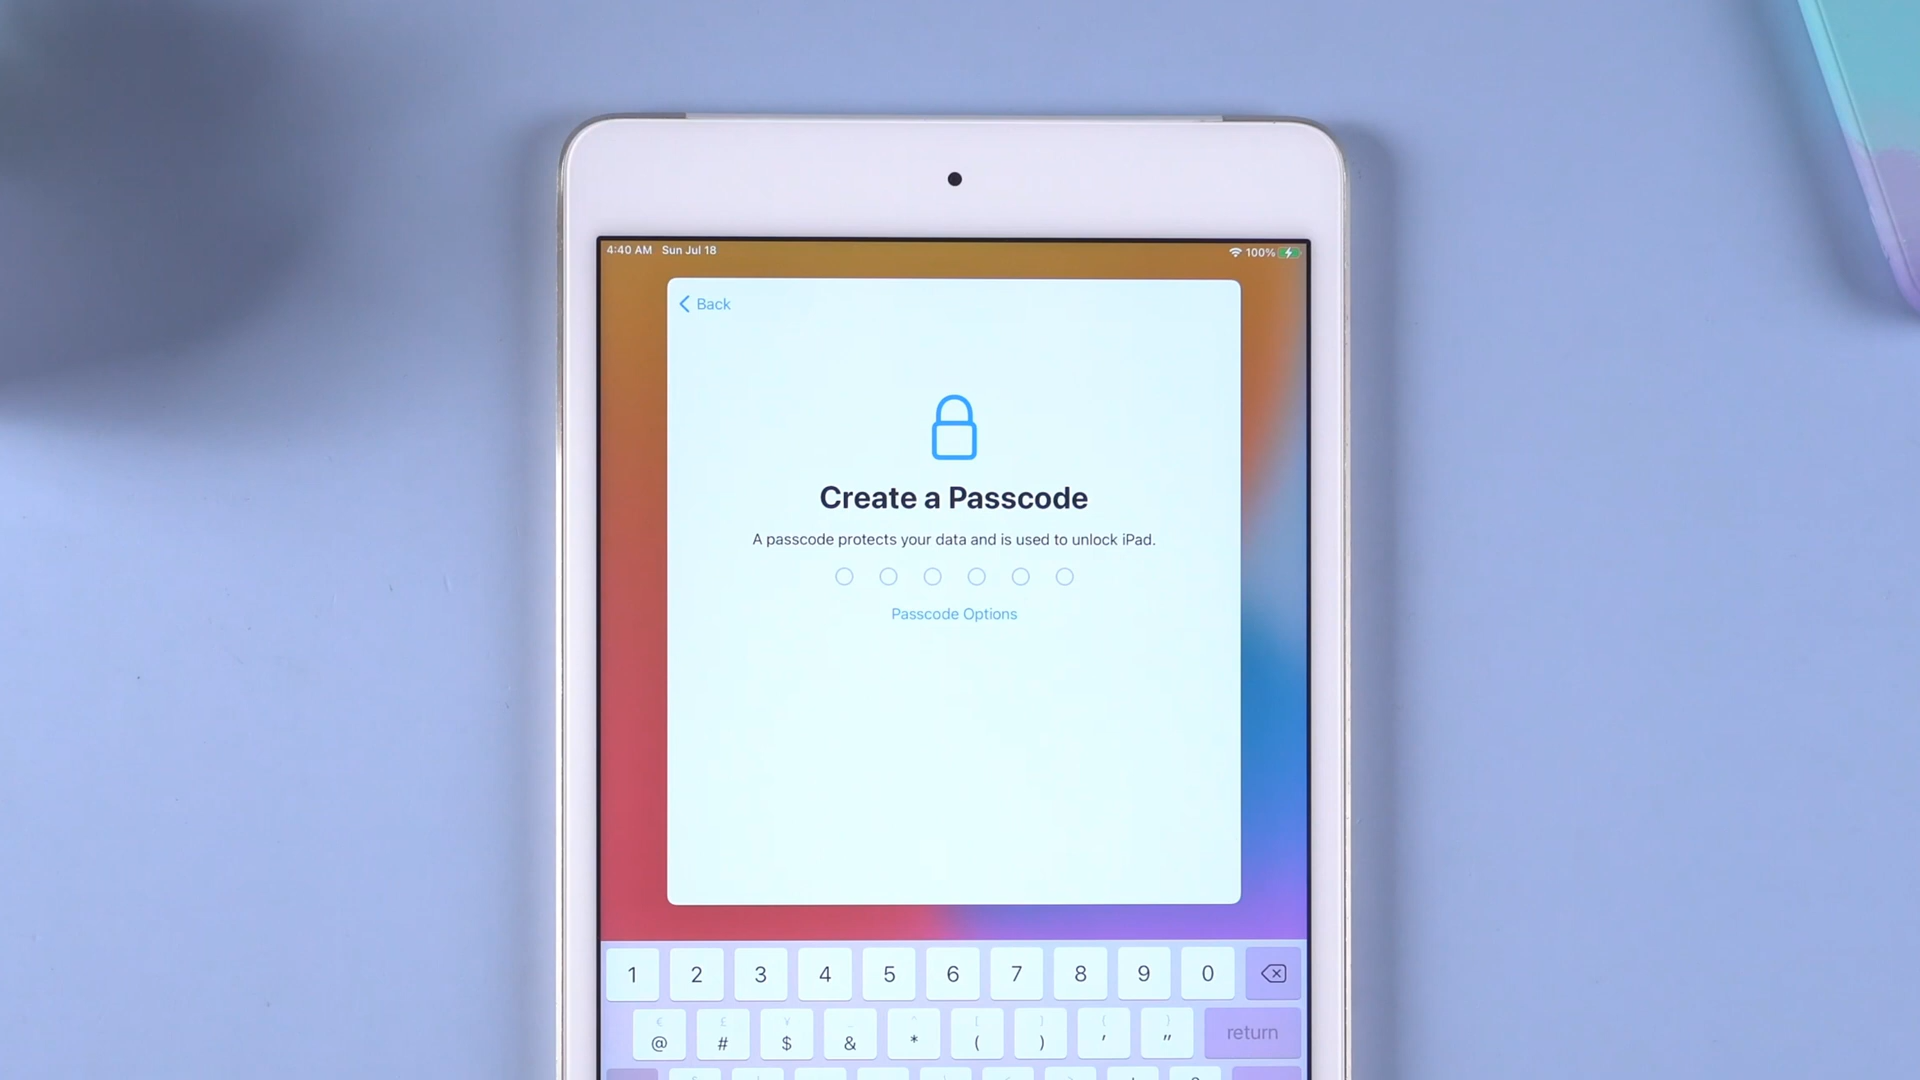 4:40 AM Sun Jul 18
100%
Back
Create a Passcode
A passcode protects your data and is used to unlock iPad.
Passcode Options
1 2 3 4 5 6 7 8 9 0
€ £ ¥ _ ^ [ ] { }
@ # $ & * ( ) ' "
return